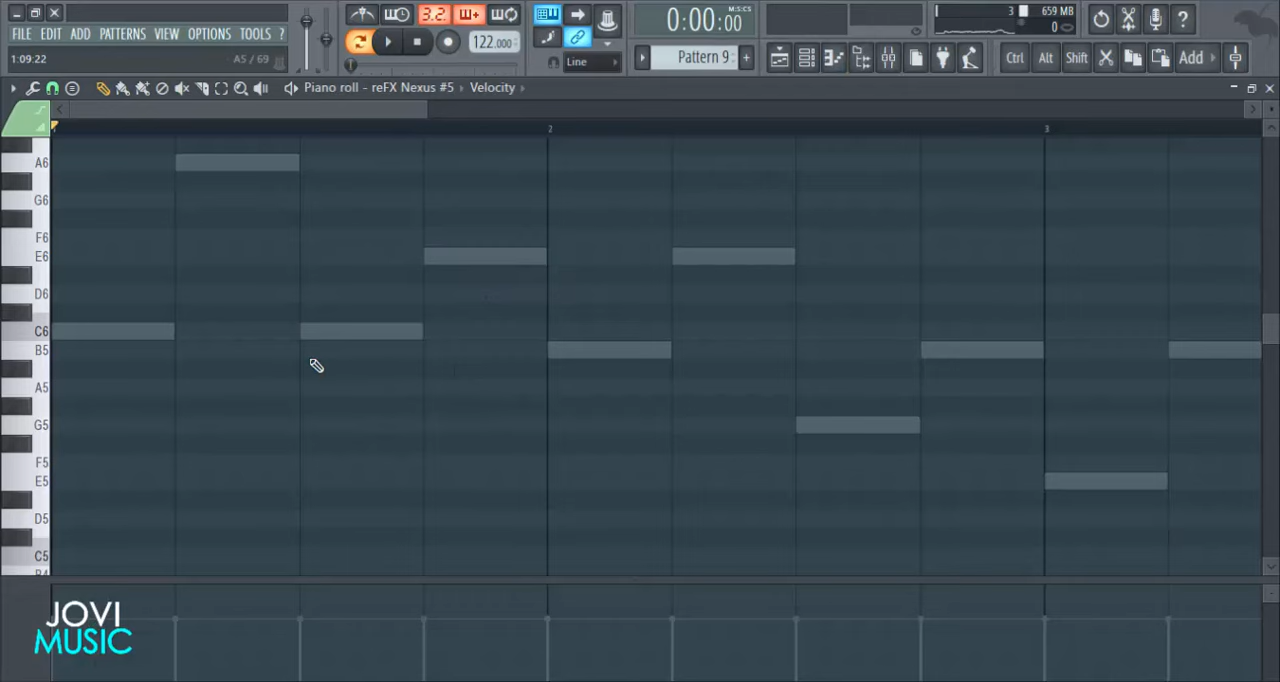 3.2.
122.000
0:00:00
M:S:CS
3
659 MB
0
FILE EDIT ADD PATTERNS VIEW OPTIONS TOOLS ?
1:09:22
A5 / 69
Line
Pattern 9
Ctrl
Alt
Shift
Add
Piano roll - reFX Nexus #5
Velocity
2
3
A6
G6
F6
E6
D6
C6
B5
A5
G5
F5
E5
D5
C5
JOVI
MUSIC